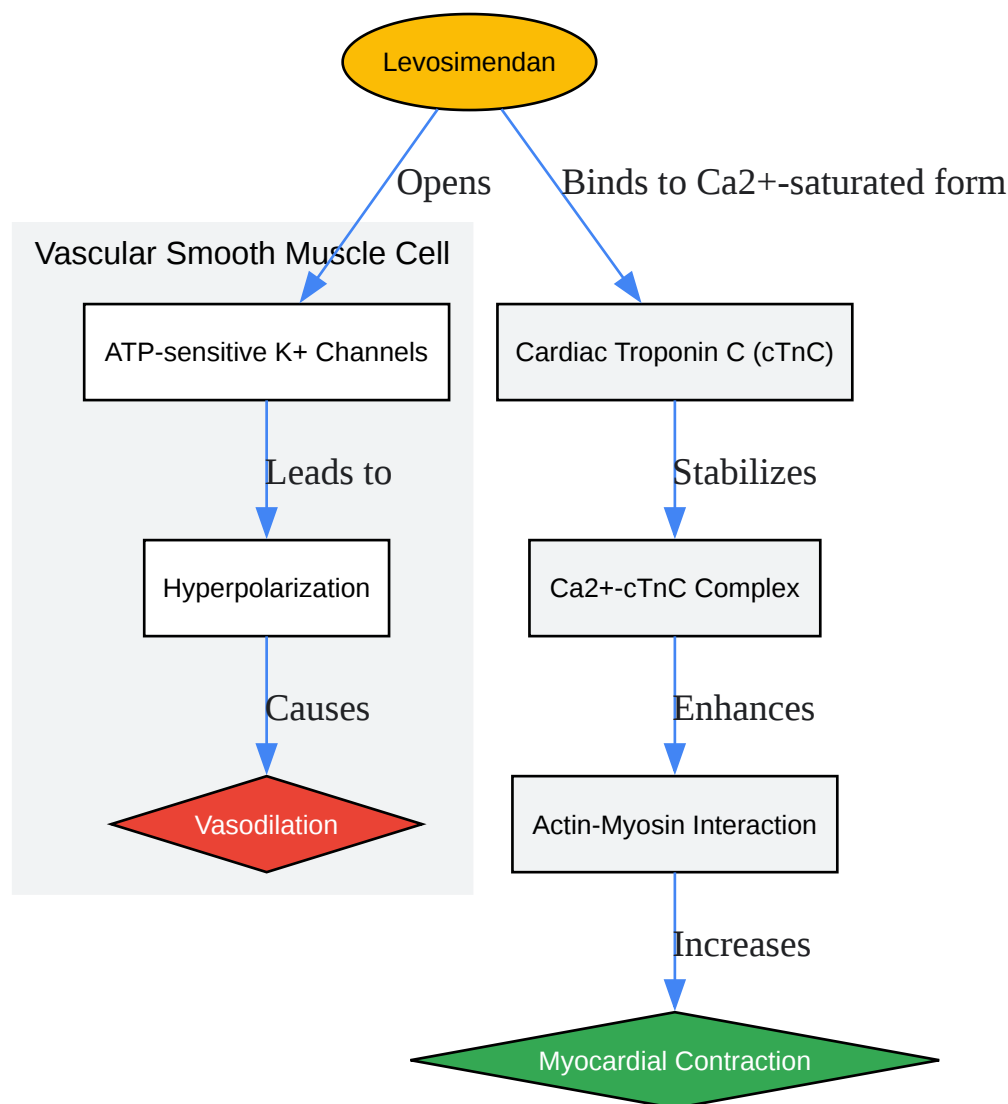 Levosimendan
Opens
Binds to Ca2+-saturated form
Vascular Smooth Muscle Cell
ATP-sensitive K+ Channels
Cardiac Troponin C (cTnC)
Leads to
Stabilizes
Hyperpolarization
Ca2+-cTnC Complex
Causes
Enhances
Vasodilation
Actin-Myosin Interaction
Increases
Myocardial Contraction